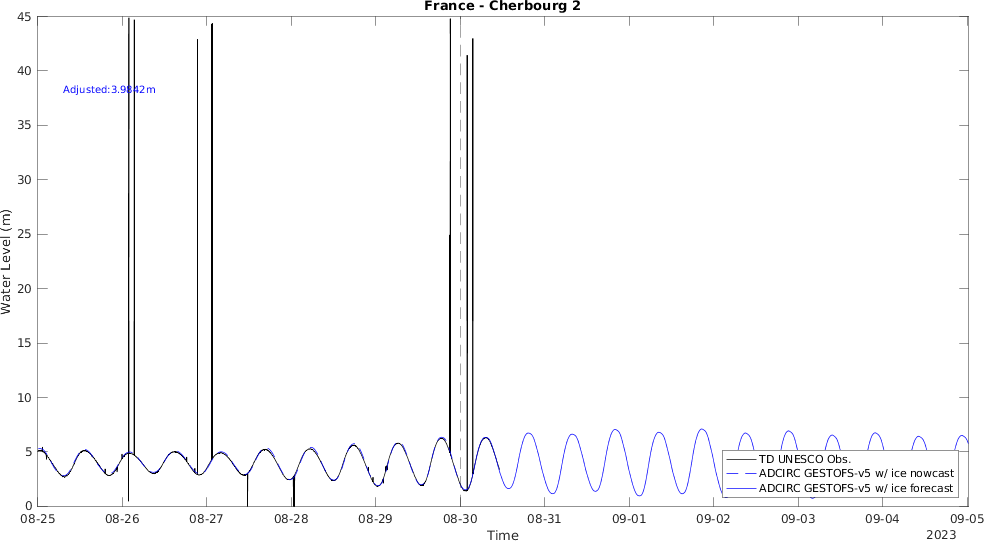 France - Cherbourg 2
45
40
35
30
25
20
15
10
5
0
Adjusted:3.9842m
Water Level (m)
TD UNESCO Obs.
ADCIRC GESTOFS-v5 w/ ice nowcast
ADCIRC GESTOFS-v5 w/ ice forecast
08-25 08-26 08-27 08-28 08-29 08-30 08-31 09-01 09-02 09-03 09-04 09-05
Time
2023